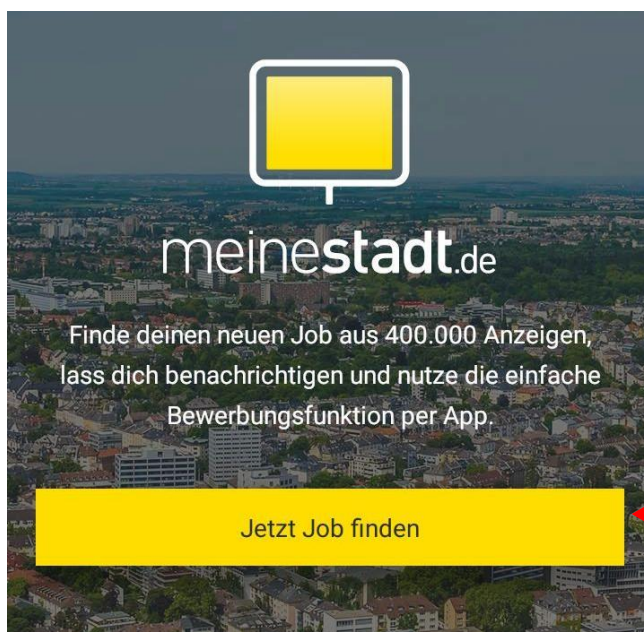 meinestadt.de
Finde deinen neuen Job aus 400.000 Anzeigen,
lass dich benachrichtigen und nutze die einfache
Bewerbungsfunktion per App.
Jetzt Job finden